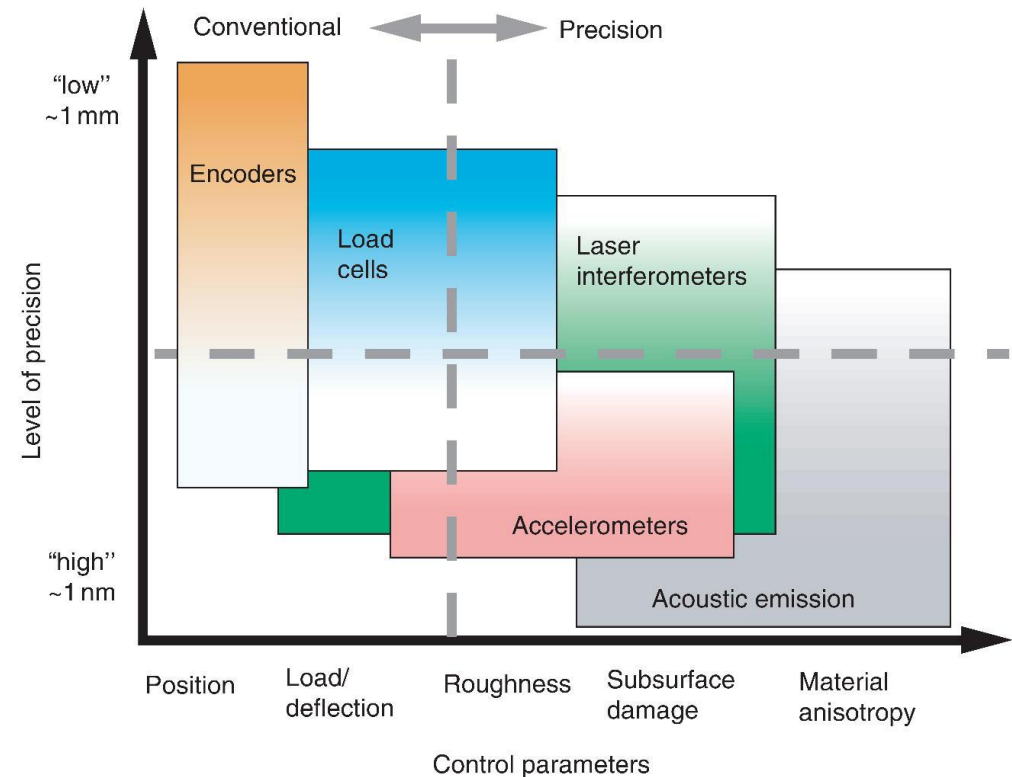 Conventional
Precision
“low”
~1 mm
Encoders
Load
cells
Laser
interferometers
Level of precision
Accelerometers
“high”
~1 nm
Acoustic emission
Position
Load/
deflection
Roughness
Subsurface
damage
Material
anisotropy
Control parameters